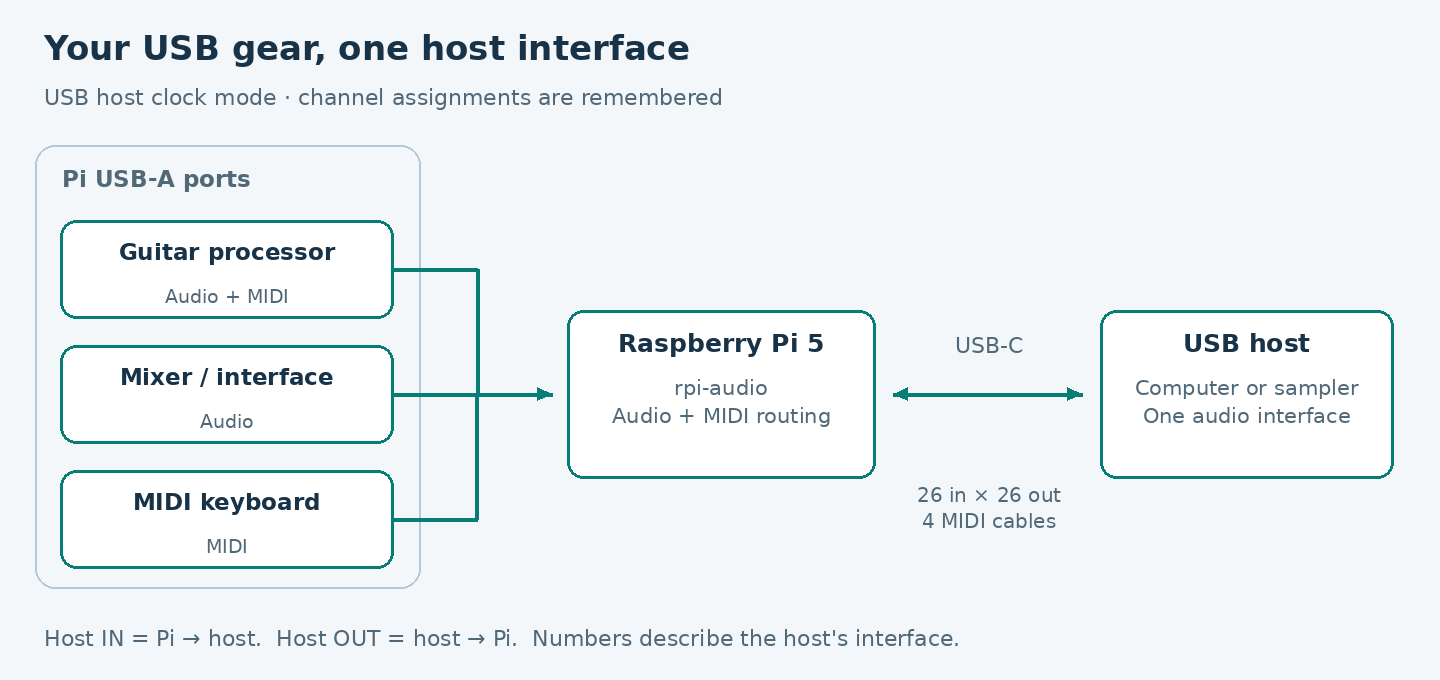 Your USB gear, one host interface
USB host clock mode · channel assignments are remembered
Pi USB-A ports
Guitar processor
Audio + MIDI
Mixer / interface
Audio
MIDI keyboard
MIDI
Raspberry Pi 5
rpi-audio
Audio + MIDI routing
USB-C
26 in × 26 out
4 MIDI cables
USB host
Computer or sampler
One audio interface
Host IN = Pi → host.  Host OUT = host → Pi.  Numbers describe the host's interface.